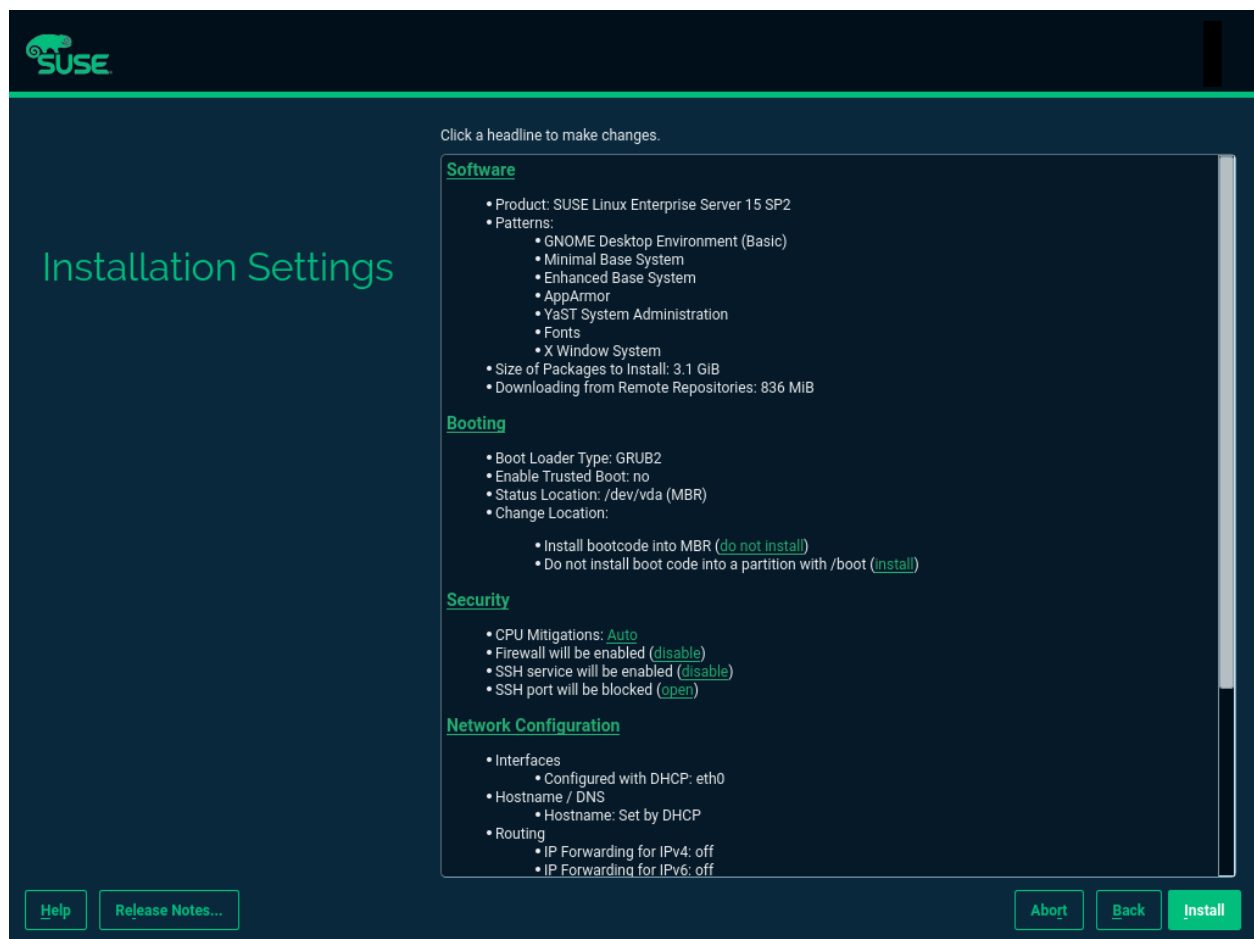 SUSE
Click a headline to make changes.
Installation Settings
Software
• Product: SUSE Linux Enterprise Server 15 SP2
• Patterns:
• GNOME Desktop Environment (Basic)
• Minimal Base System
• Enhanced Base System
• AppArmor
• YaST System Administration
• Fonts
• X Window System
• Size of Packages to Install: 3.1 GiB
• Downloading from Remote Repositories: 836 MiB
Booting
• Boot Loader Type: GRUB2
• Enable Trusted Boot: no
• Status Location: /dev/vda (MBR)
• Change Location:
• Install bootcode into MBR (do not install)
• Do not install boot code into a partition with /boot (install)
Security
• CPU Mitigations: Auto
• Firewall will be enabled (disable)
• SSH service will be enabled (disable)
• SSH port will be blocked (open)
Network Configuration
• Interfaces
• Configured with DHCP: eth0
• Hostname / DNS
• Hostname: Set by DHCP
• Routing
• IP Forwarding for IPv4: off
• IP Forwarding for IPv6: off
Help Release Notes... Abort Back Install